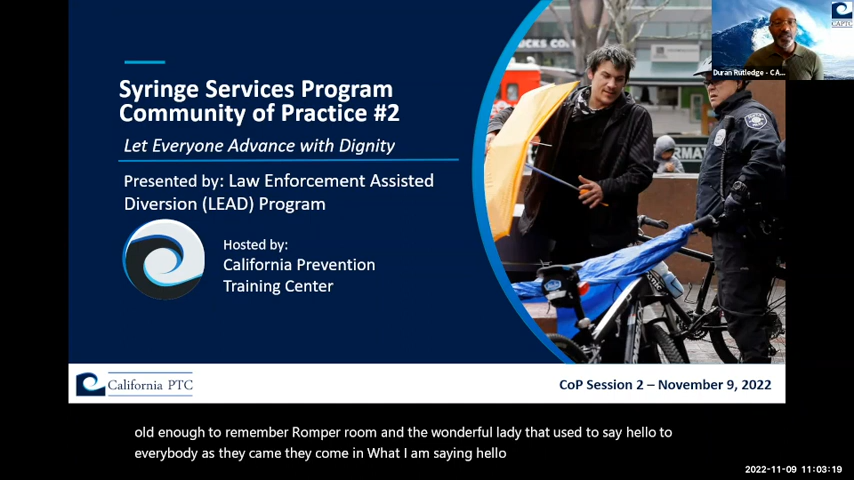 Syringe Services Program
Community of Practice #2
Let Everyone Advance with Dignity
Presented by: Law Enforcement Assisted
Diversion (LEAD) Program
Hosted by:
California Prevention
Training Center
California PTC
CoP Session 2 – November 9, 2022
Duran Rutledge - CA...
CAPTC
old enough to remember Romper room and the wonderful lady that used to say hello to
everybody as they came they come in What I am saying hello
2022-11-09 11:03:19